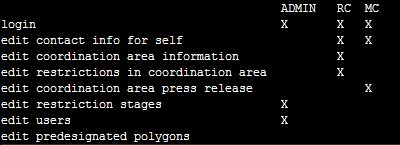 ADMIN RC MC
login X X X
edit contact info for self X X
edit coordination area information X
edit restrictions in coordination area X
edit coordination area press release X
edit restriction stages X
edit users X
edit predesignated polygons